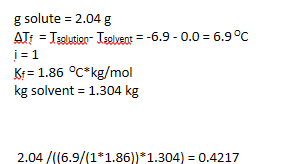 g solute = 2.04 g
ΔTf = Tsolution- Tsolvent = -6.9 - 0.0 = 6.9 °C
i = 1
Kf = 1.86 °C*kg/mol
kg solvent = 1.304 kg
2.04 /((6.9/(1*1.86))*1.304) = 0.4217